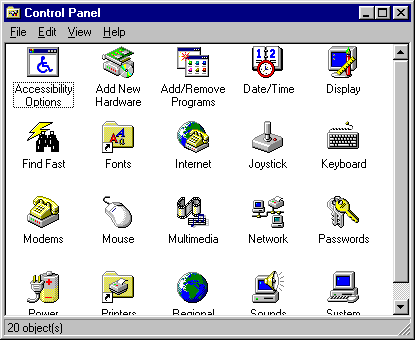 Control Panel
File Edit View Help
Accessibility Options
Add New Hardware
Add/Remove Programs
Date/Time
Display
Find Fast
Fonts
Internet
Joystick
Keyboard
Modems
Mouse
Multimedia
Network
Passwords
Power
Printers
Regional
Sounds
System
20 object(s)